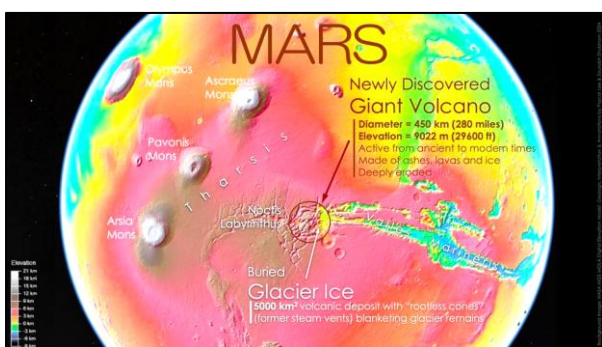 MARS
Olympus
Mons
Ascraeus
Mons
Newly Discovered
Giant Volcano
Diameter = 450 km (280 miles)
Elevation = 9022 m (29600 ft)
Active from ancient to modern times
Made of ashes, lavas and ice
Deeply eroded
Pavonis
Mons
Tharsis
Noctis
Labyrinthus
Arsia
Mons
Buried
Glacier Ice
5000 km² volcanic deposit with "rootless cones"
(former steam vents) blanketing glacier remains
Elevation
21 km
18 km
15 km
12 km
9 km
6 km
3 km
0 km
-3 km
-6 km